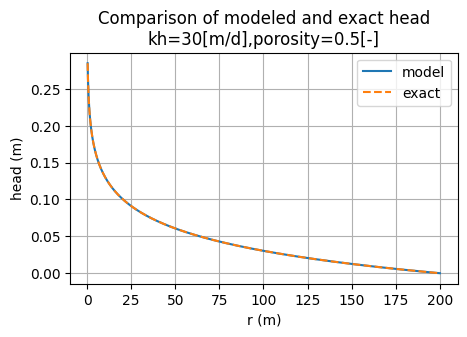 Comparison of modeled and exact head
kh=30[m/d],porosity=0.5[-]
model
exact
head (m)
0.25
0.20
0.15
0.10
0.05
0.00
0 25 50 75 100 125 150 175 200
r (m)